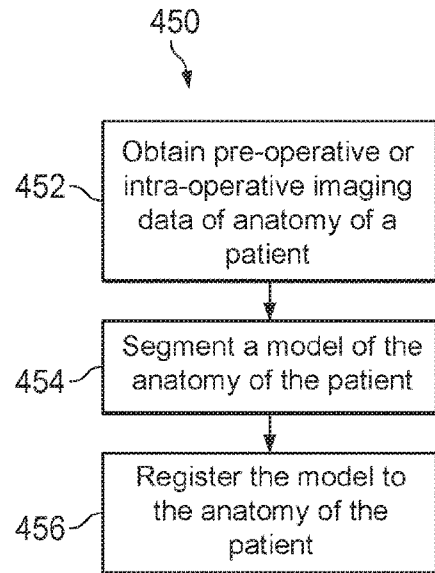 450
452
Obtain pre-operative or
intra-operative imaging
data of anatomy of a
patient
454
Segment a model of the
anatomy of the patient
456
Register the model to
the anatomy of the
patient